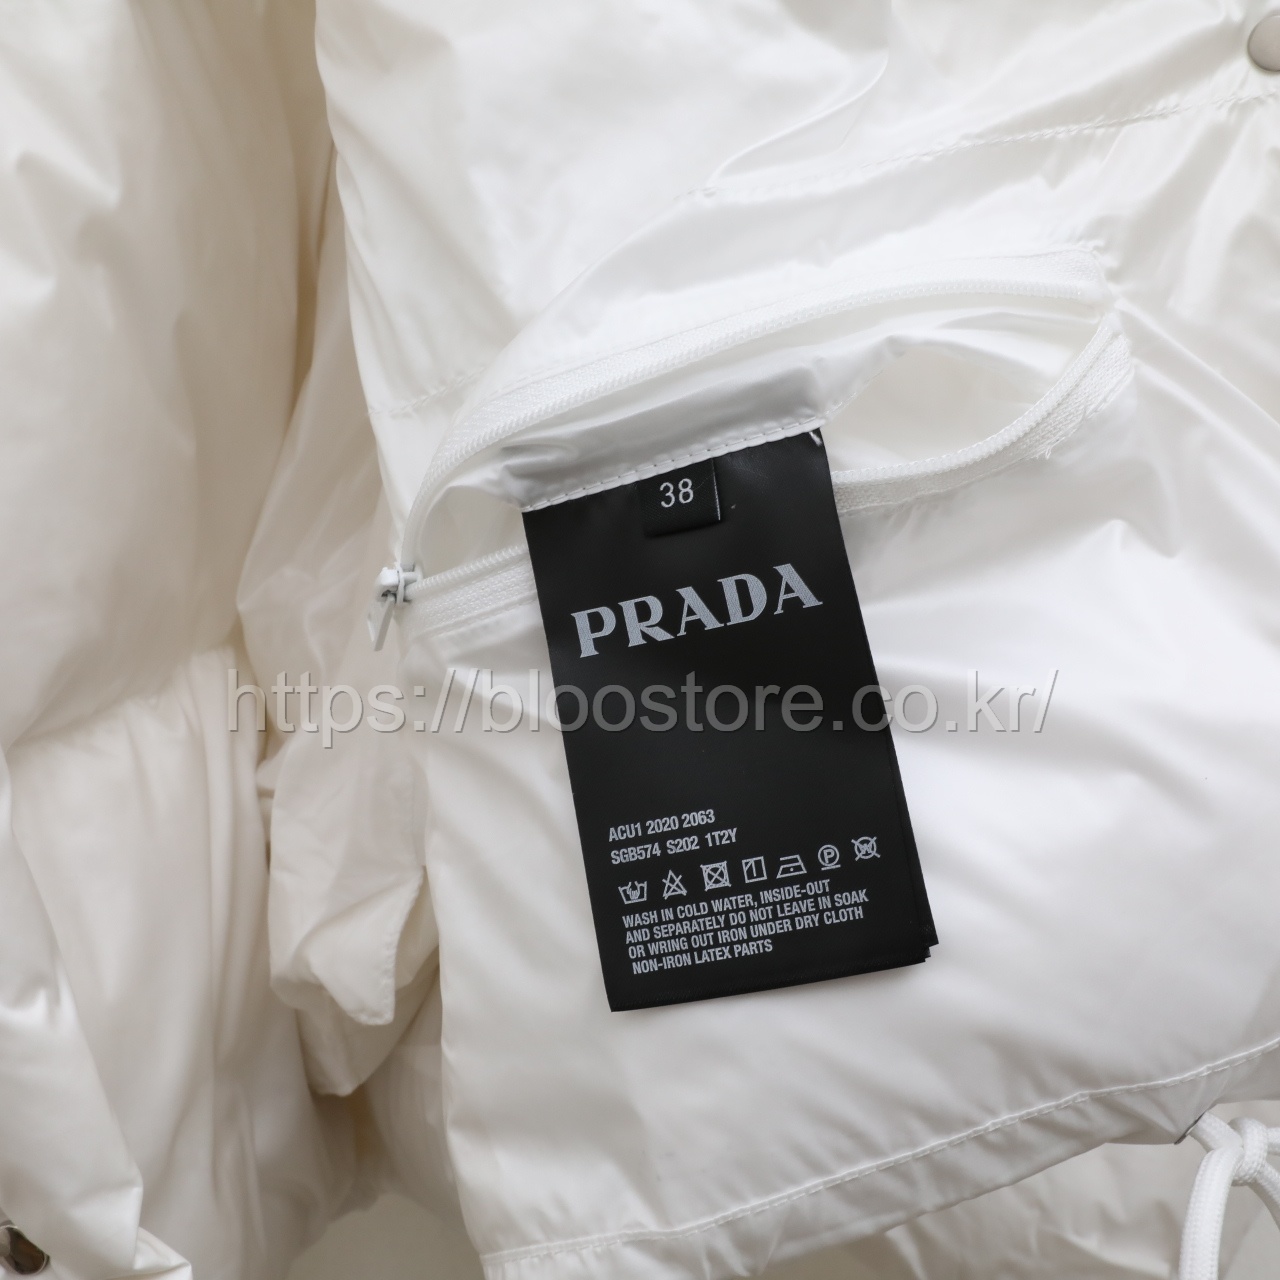 38
PRADA
https://bloostore.co.kr/
ACU1 2020 2063
SGB574 S202 1T2Y
WASH IN COLD WATER, INSIDE-OUT
AND SEPARATELY DO NOT LEAVE IN SOAK
OR WRING OUT IRON UNDER DRY CLOTH
NON-IRON LATEX PARTS